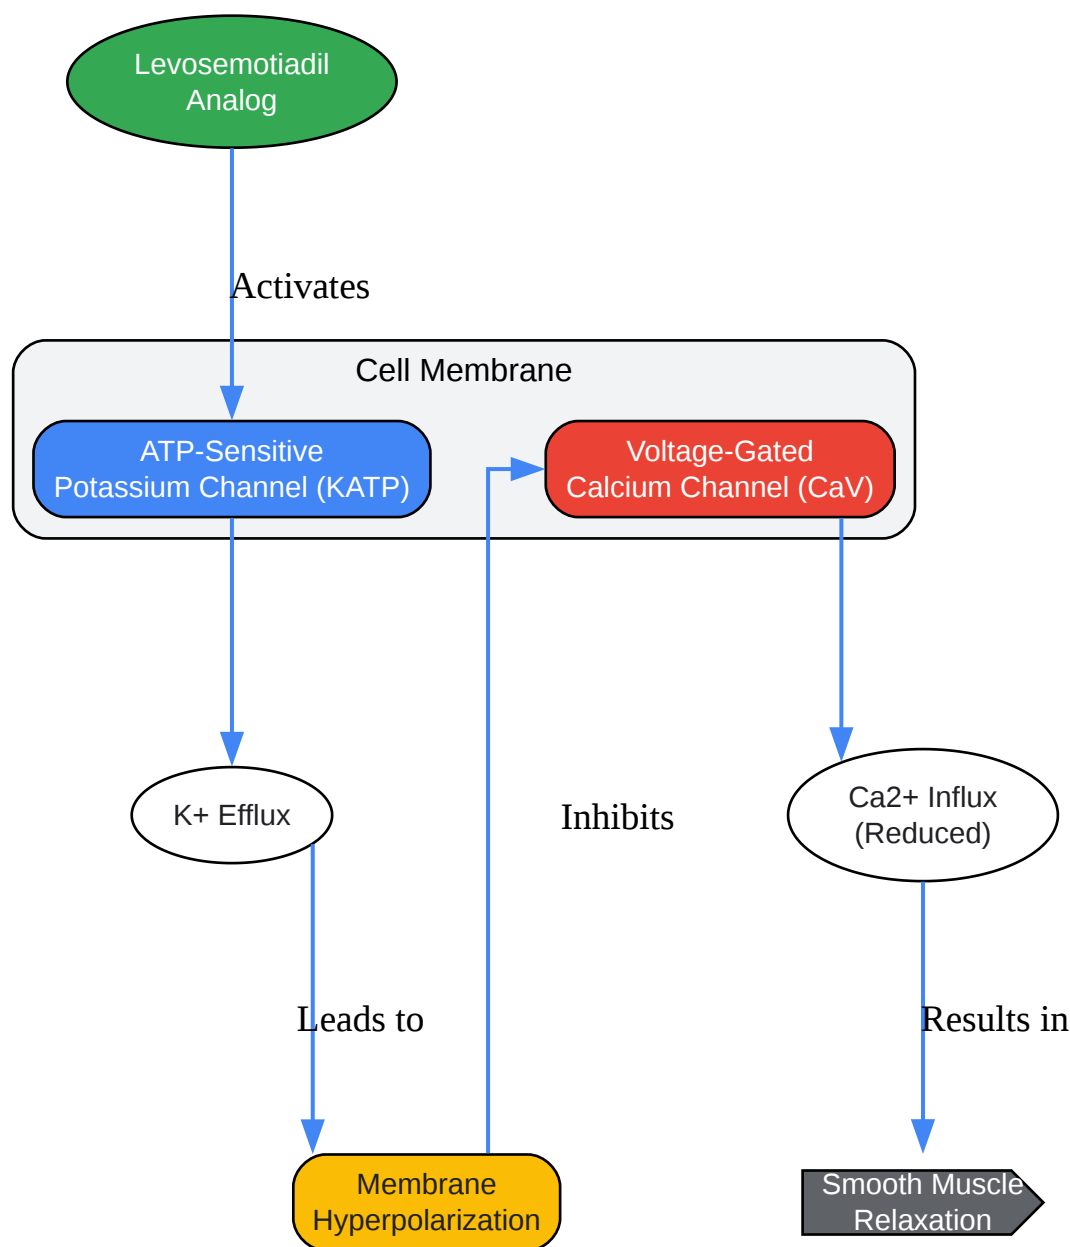 Levosemotiadil
Analog
Activates
Cell Membrane
ATP-Sensitive
Potassium Channel (KATP)
Voltage-Gated
Calcium Channel (CaV)
K+ Efflux
Inhibits
Ca2+ Influx
(Reduced)
Leads to
Results in
Membrane
Hyperpolarization
Smooth Muscle
Relaxation